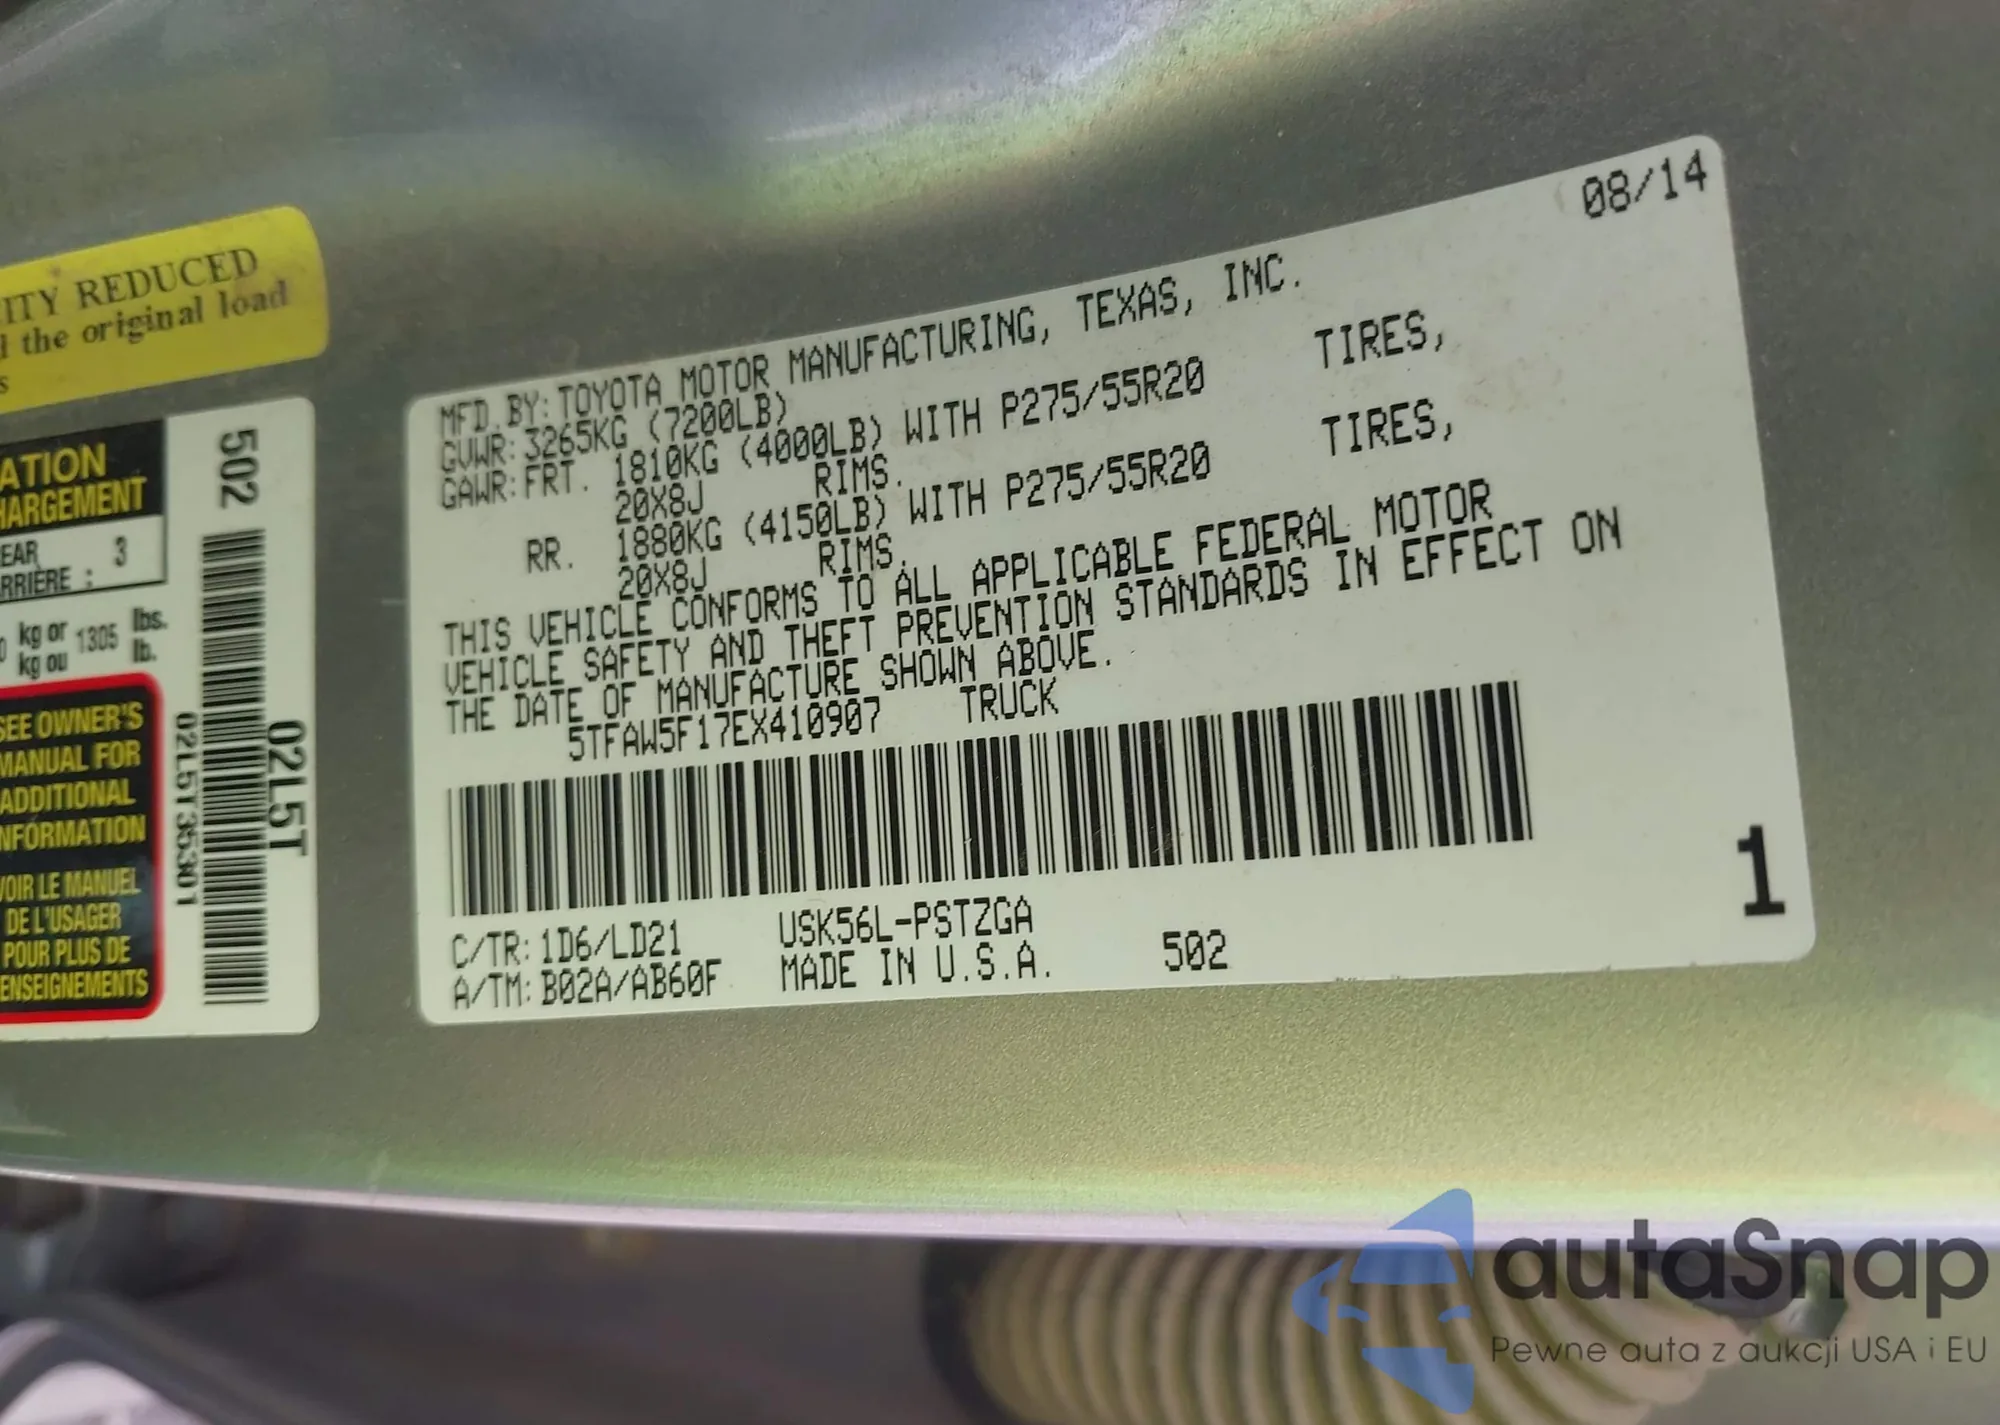 CITY REDUCED
the original load
s
ATION
HARGEMENT
EAR
RRIÈRE : 3
kg or 1305 lbs.
kg ou lb.
SEE OWNER'S
MANUAL FOR
ADDITIONAL
INFORMATION
VOIR LE MANUEL
DE L'USAGER
POUR PLUS DE
RENSEIGNEMENTS
502
02L5T35301
02L5T
08/14
MFD.BY: TOYOTA MOTOR MANUFACTURING, TEXAS, INC.
GVWR: 3265KG (7200LB)
GAWR: FRT. 1810KG (4000LB) WITH P275/55R20 TIRES,
20X8J RIMS.
RR. 1880KG (4150LB) WITH P275/55R20 TIRES,
20X8J RIMS.
THIS VEHICLE CONFORMS TO ALL APPLICABLE FEDERAL MOTOR
VEHICLE SAFETY AND THEFT PREVENTION STANDARDS IN EFFECT ON
THE DATE OF MANUFACTURE SHOWN ABOVE.
5TFAW5F17EX410907 TRUCK
C/TR: 1D6/LD21 USK56L-PSTZGA
A/TM: B02A/AB60F MADE IN U.S.A. 502
1
autaSnap
Pewne auta z aukcji USA i EU